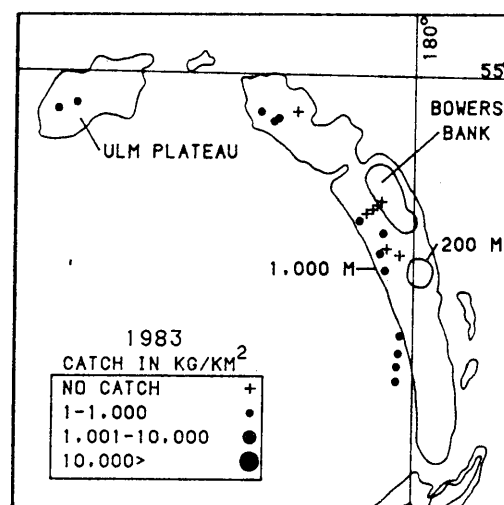 180°
55°
BOWERS
BANK
ULM PLATEAU
200 M
1.000 M
1983
CATCH IN KG/KM²
NO CATCH +
1-1.000
1.001-10.000
10.000>